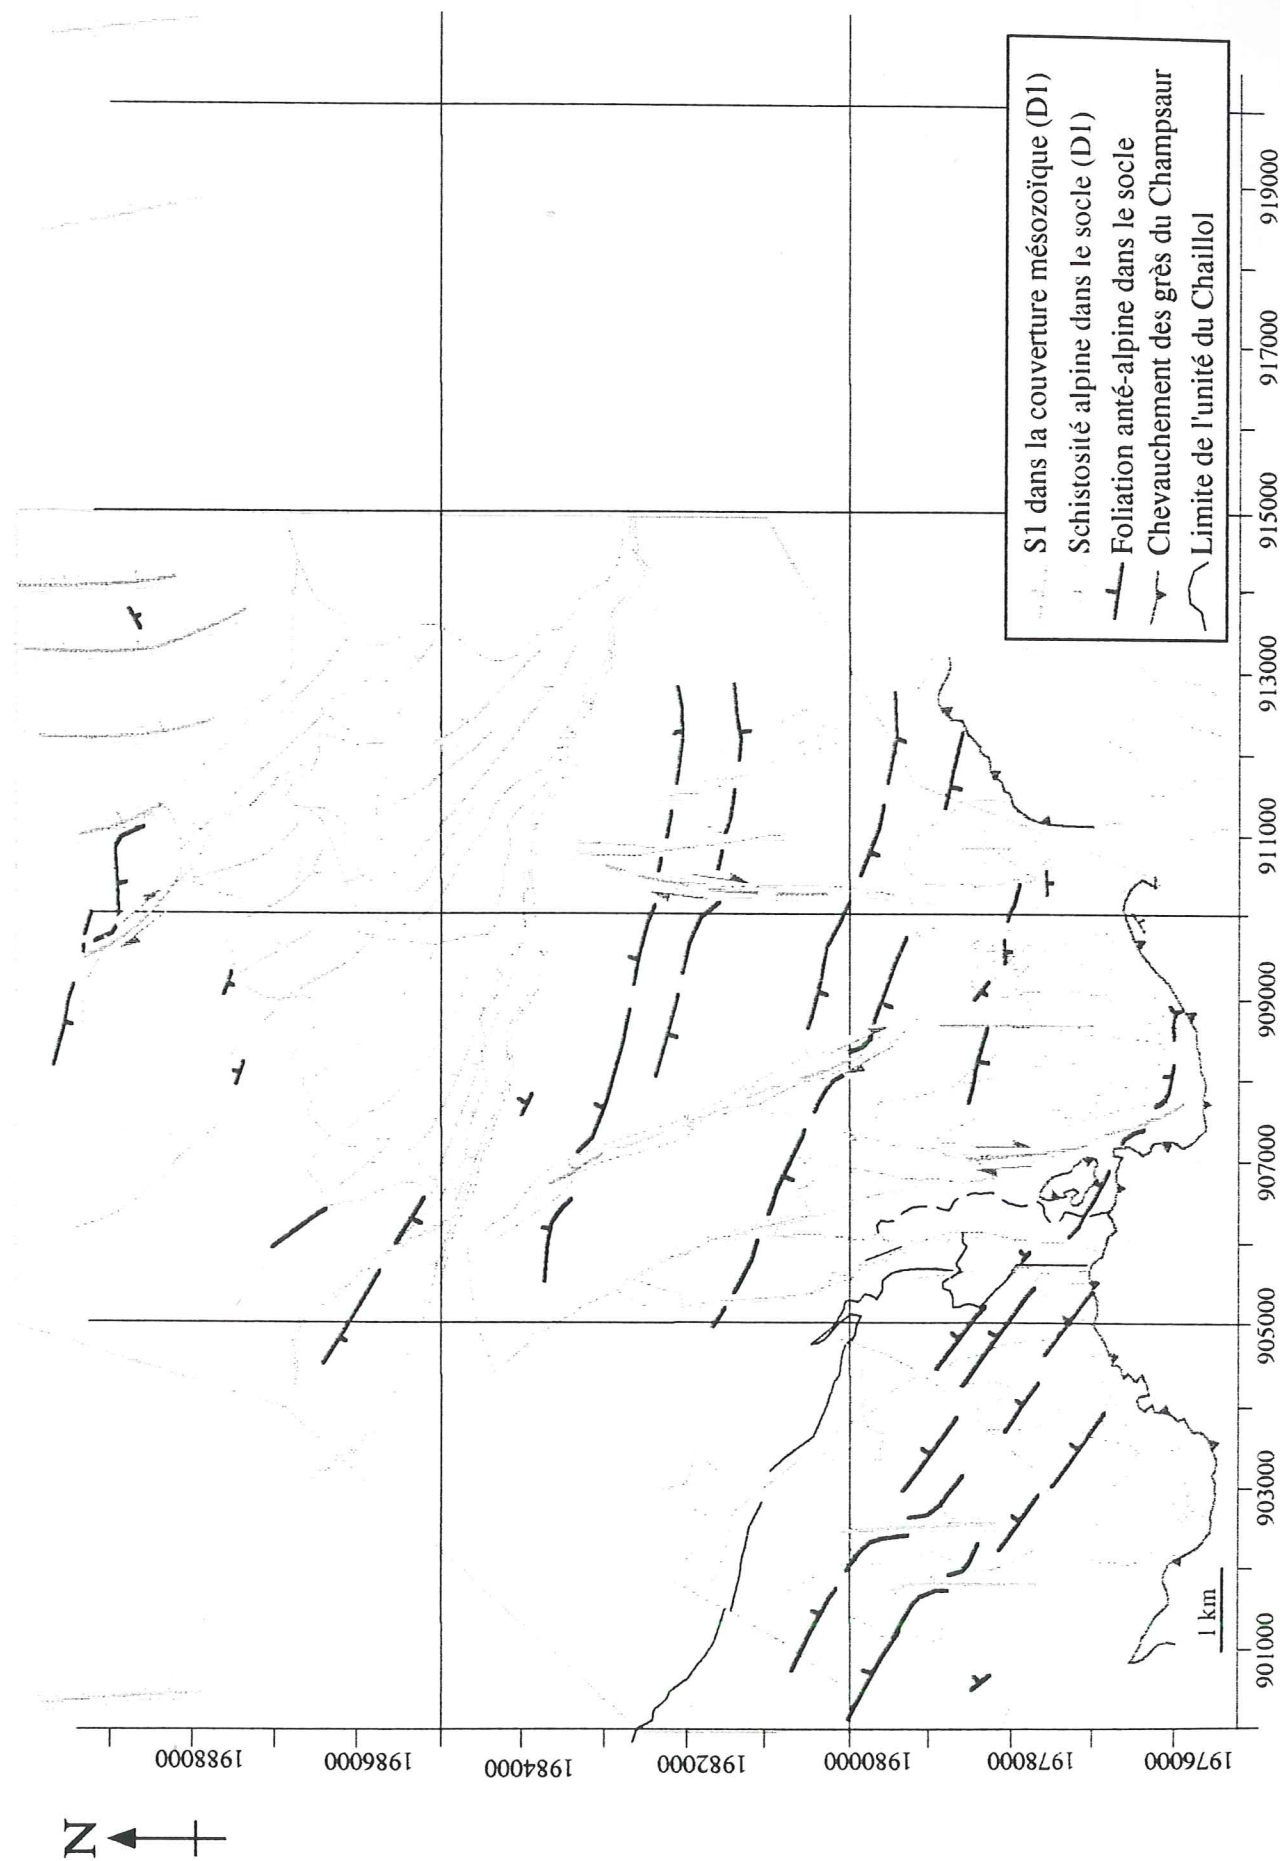 N
S1 dans la couverture mésozoïque (D1)
Schistosité alpine dans le socle (D1)
Foliation anté-alpine dans le socle
Chevauchement des grès du Champsaur
Limite de l'unité du Chaillol
1 km
1988000
1986000
1984000
1982000
1980000
1978000
1976000
901000
903000
905000
907000
909000
911000
913000
915000
917000
919000